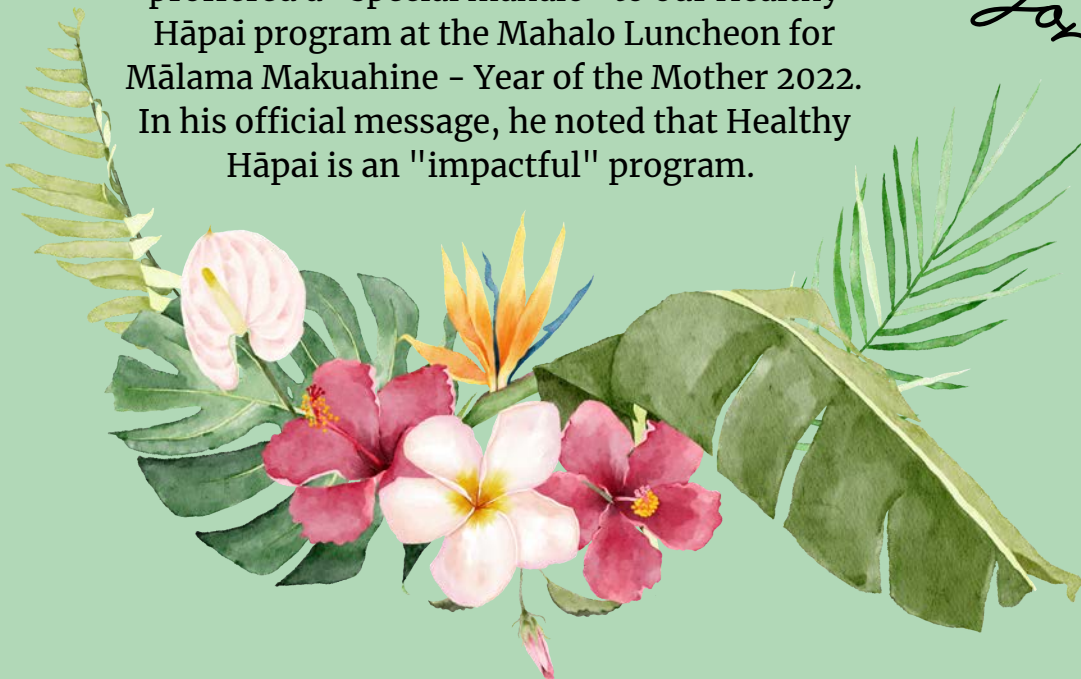 Hāpai program at the Mahalo Luncheon for
Mālama Makuahine - Year of the Mother 2022.
In his official message, he noted that Healthy
Hāpai is an "impactful" program.